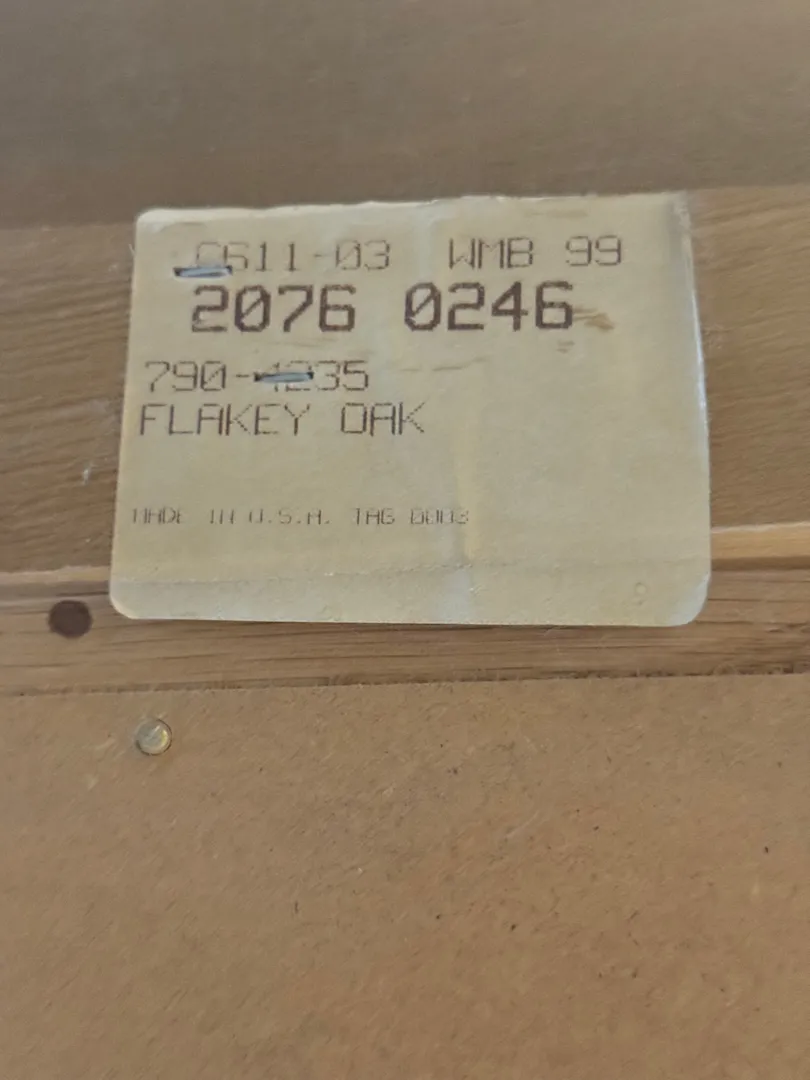 C611-03 WMB 99
2076 0246
790-4235
FLAKEY OAK
MADE IN U.S.A. TAG 0003